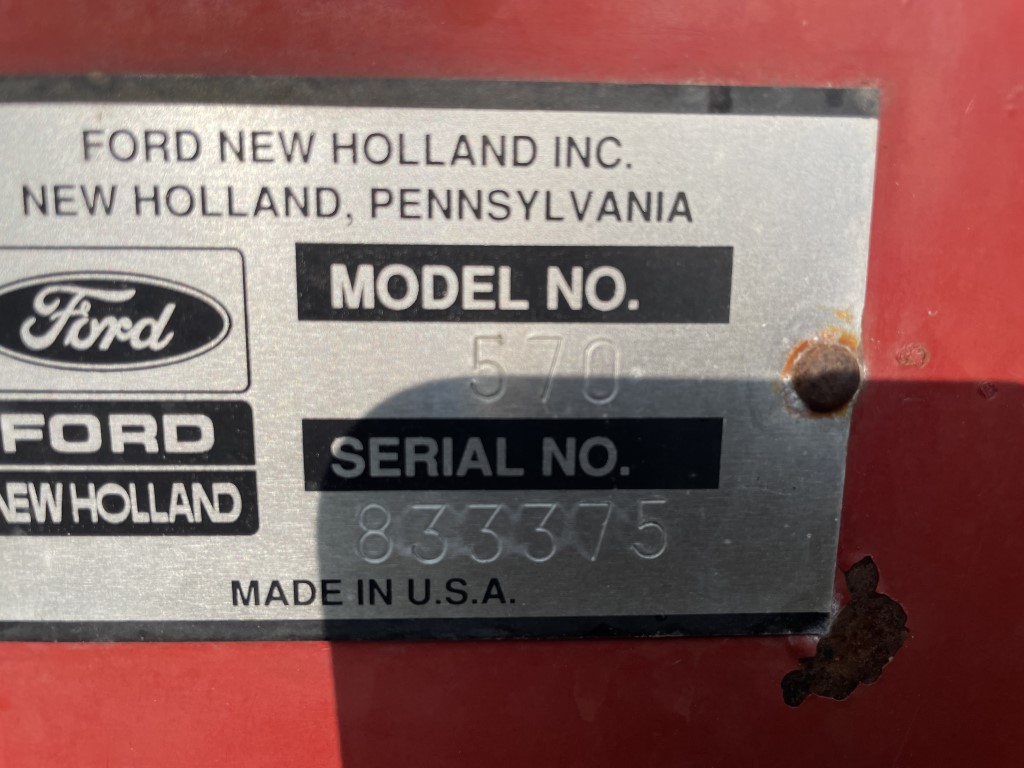 FORD NEW HOLLAND INC.
NEW HOLLAND, PENNSYLVANIA
Ford
FORD
NEW HOLLAND
MODEL NO.
570
SERIAL NO.
833375
MADE IN U.S.A.